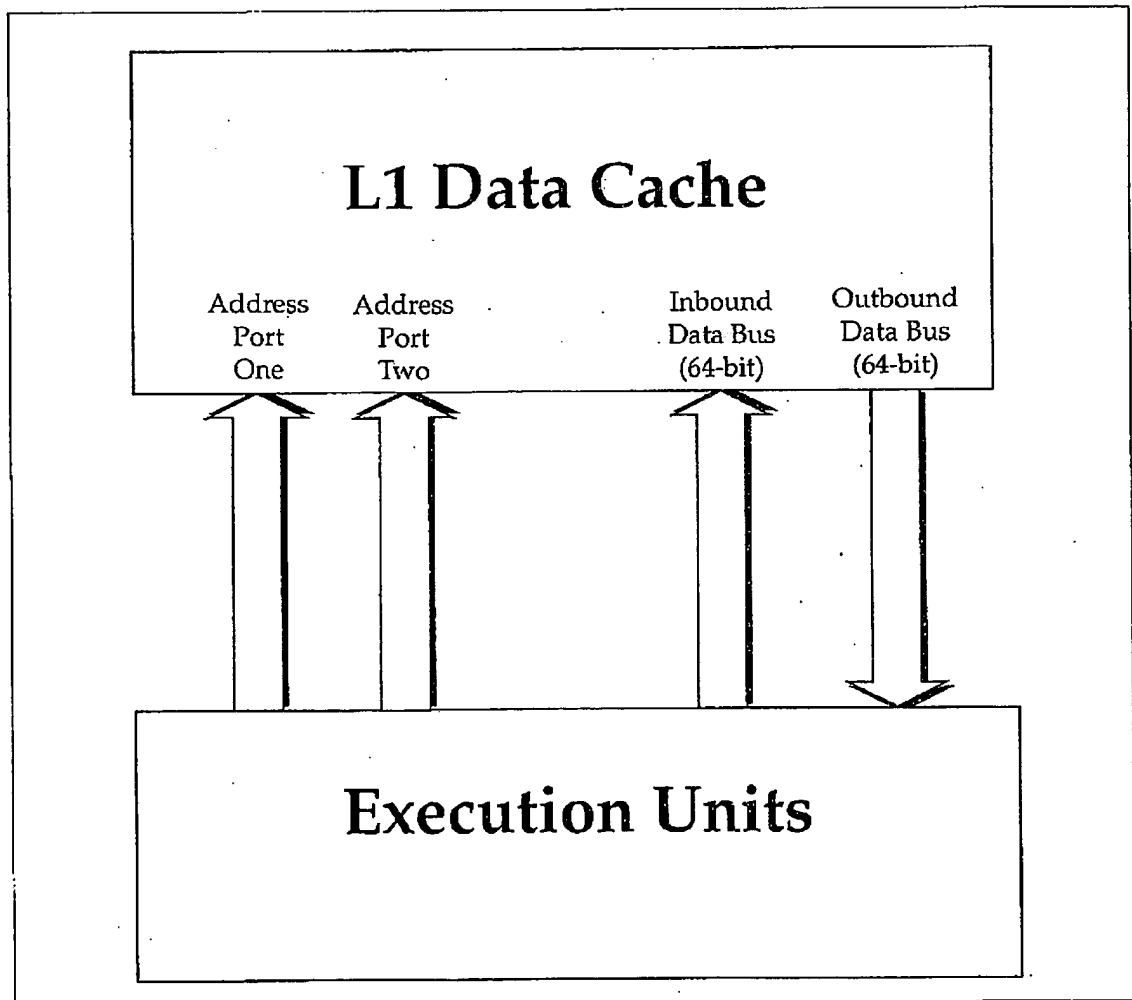 L1 Data Cache
Address
Port
One
Address
Port
Two
Inbound
Data Bus
(64-bit)
Outbound
Data Bus
(64-bit)
Execution Units